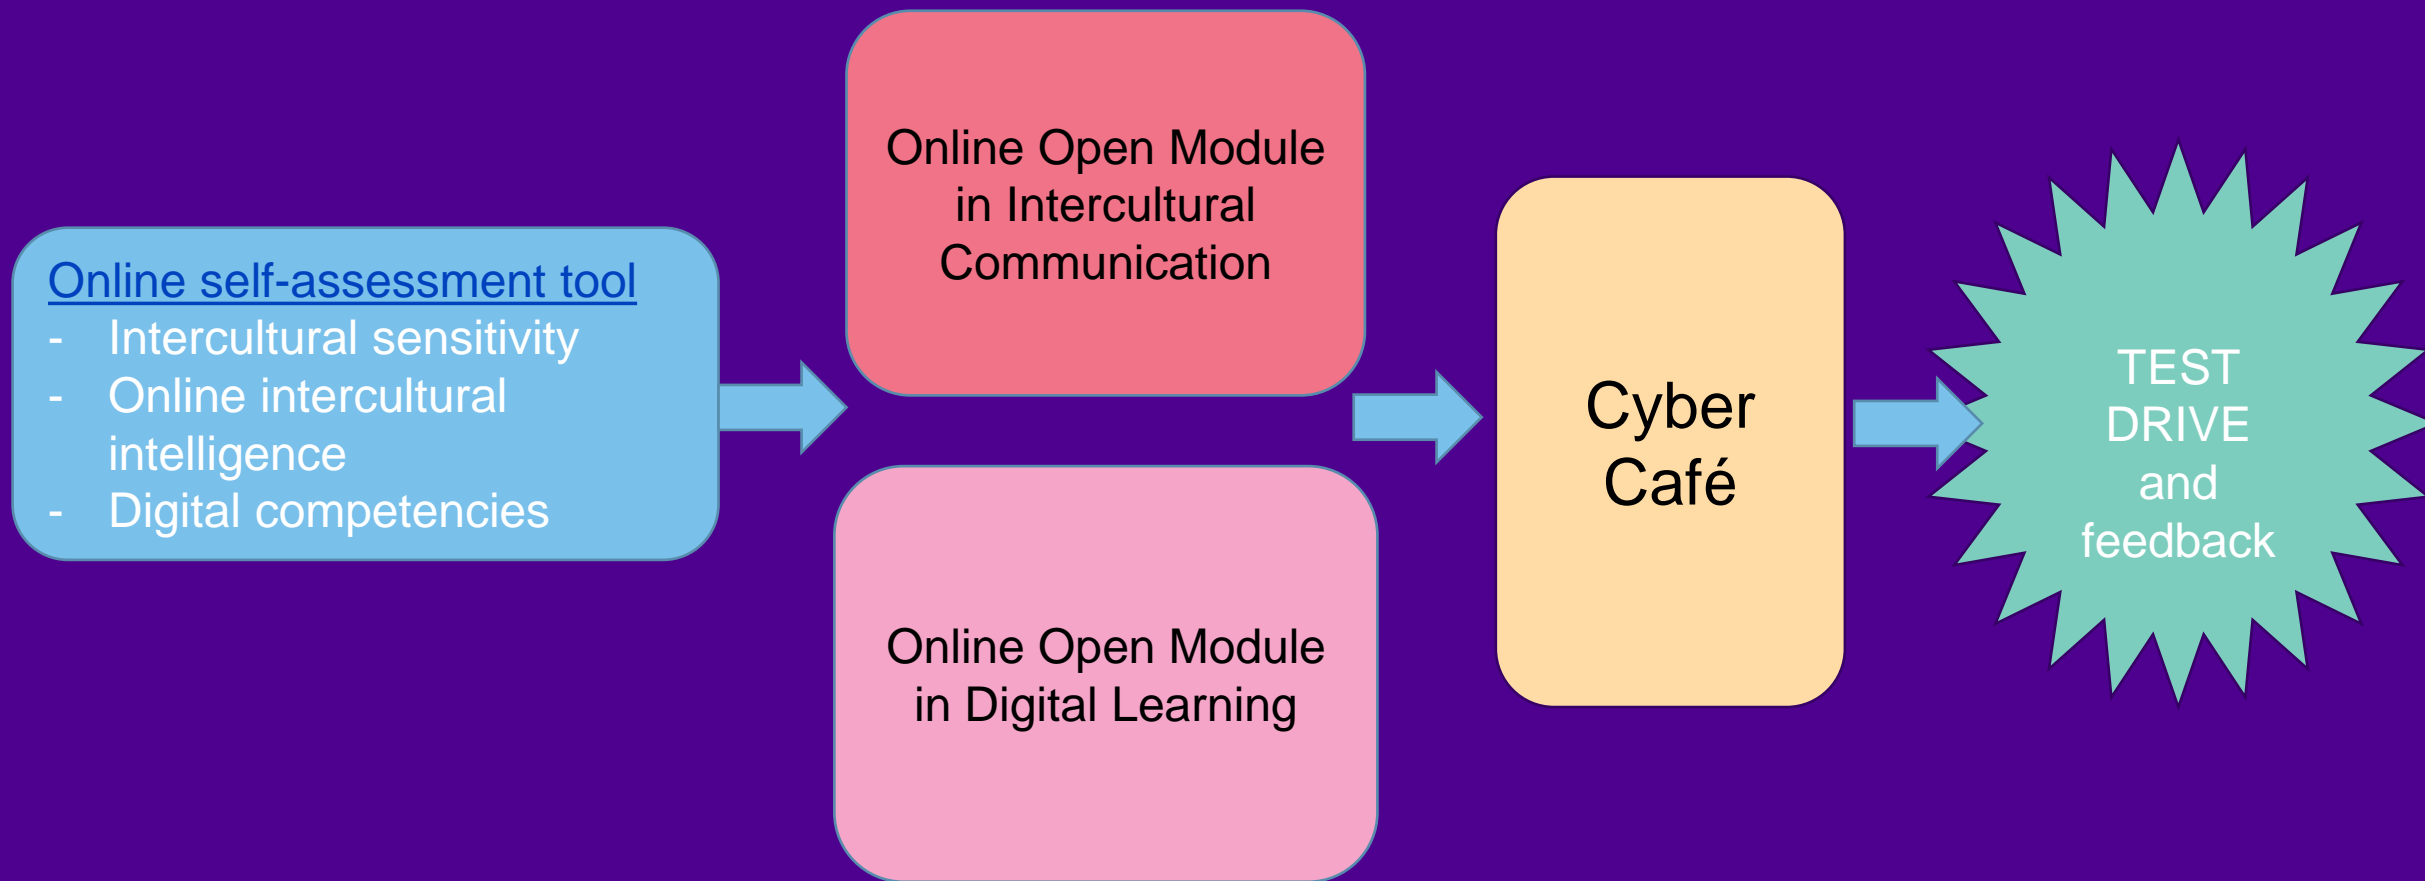 Online self-assessment tool
- Intercultural sensitivity
- Online intercultural
intelligence
- Digital competencies
Online Open Module
in Intercultural
Communication
Online Open Module
in Digital Learning
Cyber
Café
TEST
DRIVE
and
feedback